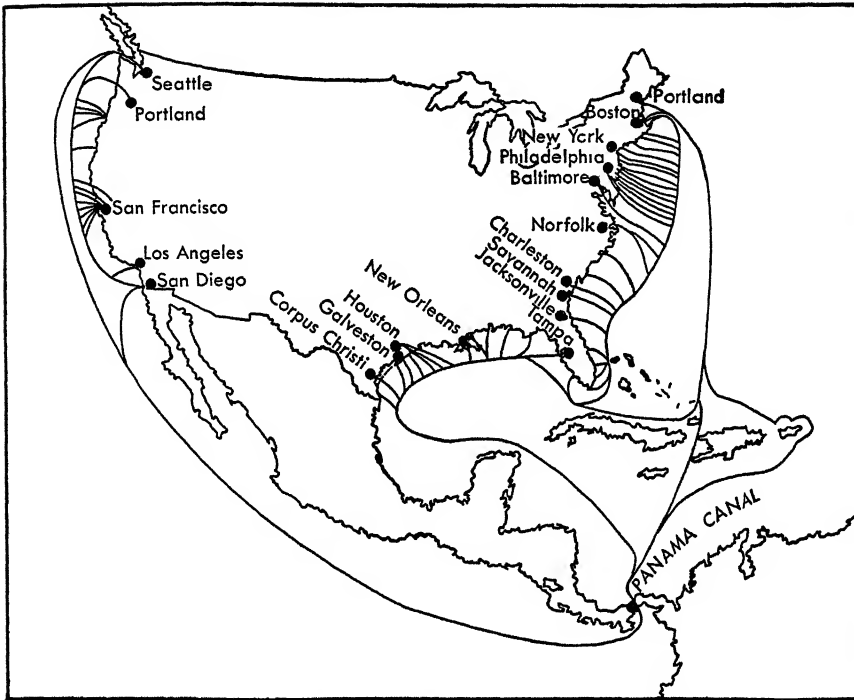 Seattle
Portland
San Francisco
Los Angeles
San Diego
Corpus Christi
Galveston
Houston
New Orleans
Tampa
Jacksonville
Savannah
Charleston
Norfolk
Baltimore
Philadelphia
New York
Boston
Portland
PANAMA CANAL